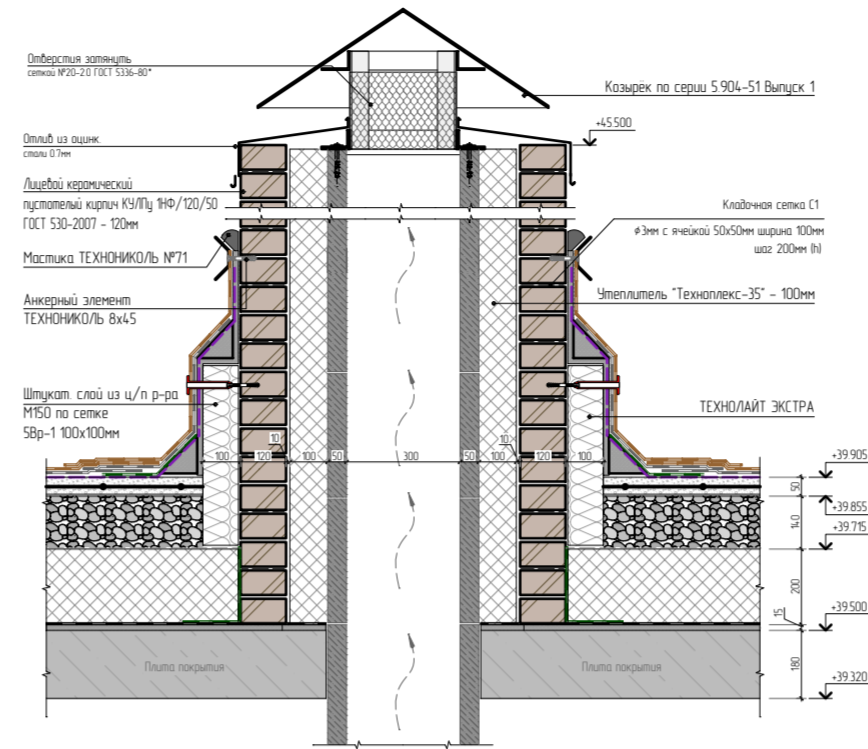 Отверстия затянуть
сеткой №20-2.0 ГОСТ 5336-80*
Козырёк по серии 5.904-51 Выпуск 1
+45.500
Отлив из оцинк.
стали 0.7мм
Лицевой керамический
пустотелый кирпич КУЛПу 1НФ/120/50
ГОСТ 530-2007 - 120мм
Кладочная сетка С1
ϕ3мм с ячейкой 50х50мм ширина 100мм
шаг 200мм (h)
Мастика ТЕХНОНИКОЛЬ №71
Анкерный элемент
ТЕХНОНИКОЛЬ 8х45
Утеплитель "Техноплекс-35" - 100мм
Штукат. слой из ц/п р-ра
М150 по сетке
5Вр-1 100х100мм
ТЕХНОЛАЙТ ЭКСТРА
10
10
100 120 100 50 300 50 100 120 100
+39.905
50
+39.855
140
+39.715
200
15
+39.500
180
+39.320
Плита покрытия
Плита покрытия